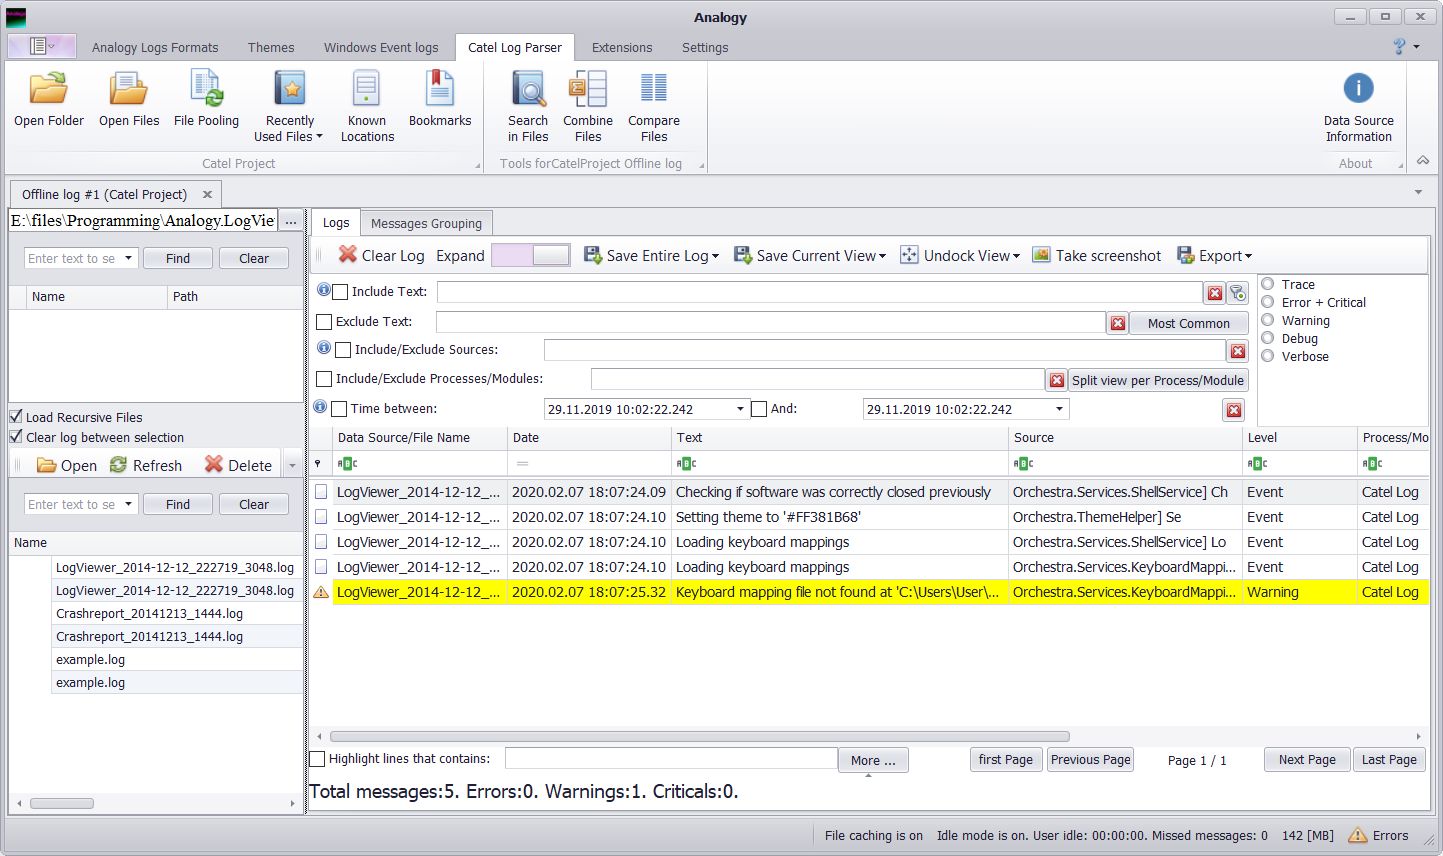 Analogy
Analogy Logs Formats Themes Windows Event logs Catel Log Parser Extensions Settings
Open Folder Open Files File Pooling Recently Used Files Known Locations Bookmarks Search in Files Combine Files Compare Files Data Source Information
Catel Project Tools forCatelProject Offline log About
Offline log #1 (Catel Project)
E:\files\Programming\Analogy.LogVie ...
Enter text to se Find Clear
Name Path
Load Recursive Files
Clear log between selection
Open Refresh Delete
Enter text to se Find Clear
Name
LogViewer_2014-12-12_222719_3048.log
LogViewer_2014-12-12_222719_3048.log
Crashreport_20141213_1444.log
Crashreport_20141213_1444.log
example.log
example.log
Logs Messages Grouping
Clear Log Expand Save Entire Log Save Current View Undock View Take screenshot Export
Include Text:
Exclude Text: Most Common
Include/Exclude Sources:
Include/Exclude Processes/Modules: Split view per Process/Module
Time between: 29.11.2019 10:02:22.242 And: 29.11.2019 10:02:22.242
Trace
Error + Critical
Warning
Debug
Verbose
Data Source/File Name Date Text Source Level Process/Mo
ABC = ABC ABC ABC ABC
LogViewer_2014-12-12_... 2020.02.07 18:07:24.09 Checking if software was correctly closed previously Orchestra.Services.ShellService] Ch Event Catel Log
LogViewer_2014-12-12_... 2020.02.07 18:07:24.10 Setting theme to '#FF381B68' Orchestra.ThemeHelper] Se Event Catel Log
LogViewer_2014-12-12_... 2020.02.07 18:07:24.10 Loading keyboard mappings Orchestra.Services.ShellService] Lo Event Catel Log
LogViewer_2014-12-12_... 2020.02.07 18:07:24.10 Loading keyboard mappings Orchestra.Services.KeyboardMappi... Event Catel Log
LogViewer_2014-12-12_... 2020.02.07 18:07:25.32 Keyboard mapping file not found at 'C:\Users\User\... Orchestra.Services.KeyboardMappi... Warning Catel Log
Highlight lines that contains: More ... first Page Previous Page Page 1 / 1 Next Page Last Page
Total messages:5. Errors:0. Warnings:1. Criticals:0.
File caching is on Idle mode is on. User idle: 00:00:00. Missed messages: 0 142 [MB] Errors